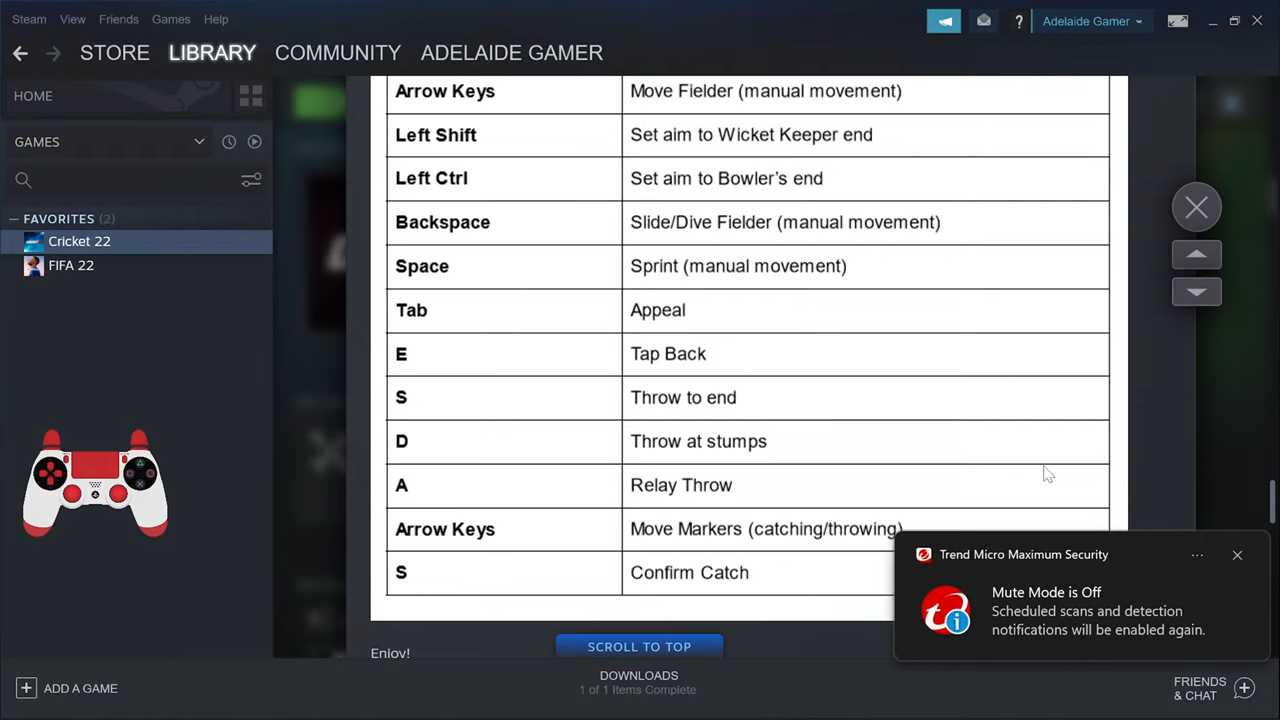 Steam View Friends Games Help
? Adelaide Gamer
STORE LIBRARY COMMUNITY ADELAIDE GAMER
HOME
GAMES
FAVORITES (2)
Cricket 22
FIFA 22
Arrow Keys Move Fielder (manual movement)
Left Shift Set aim to Wicket Keeper end
Left Ctrl Set aim to Bowler's end
Backspace Slide/Dive Fielder (manual movement)
Space Sprint (manual movement)
Tab Appeal
E Tap Back
S Throw to end
D Throw at stumps
A Relay Throw
Arrow Keys Move Markers (catching/throwing)
S Confirm Catch
Enjoy!
SCROLL TO TOP
Trend Micro Maximum Security
Mute Mode is Off
Scheduled scans and detection
notifications will be enabled again.
ADD A GAME
DOWNLOADS
1 of 1 Items Complete
FRIENDS
& CHAT